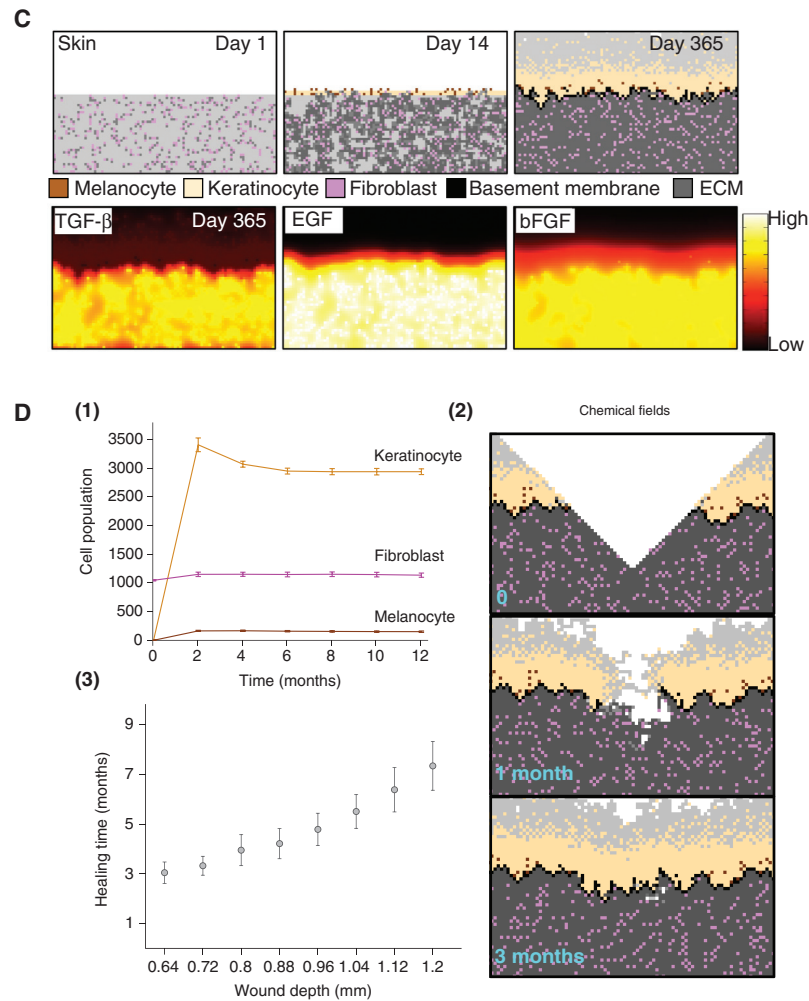 C
Skin Day 1
Day 14
Day 365
Melanocyte Keratinocyte Fibroblast Basement membrane ECM
TGF-β Day 365
EGF
bFGF
High
Low
D
(1)
Cell population
3500
3000
2500
2000
1500
1000
500
0
Keratinocyte
Fibroblast
Melanocyte
0 2 4 6 8 10 12
Time (months)
(2)
Chemical fields
0
1 month
3 months
(3)
Healing time (months)
9
7
5
3
1
0.64 0.72 0.8 0.88 0.96 1.04 1.12 1.2
Wound depth (mm)